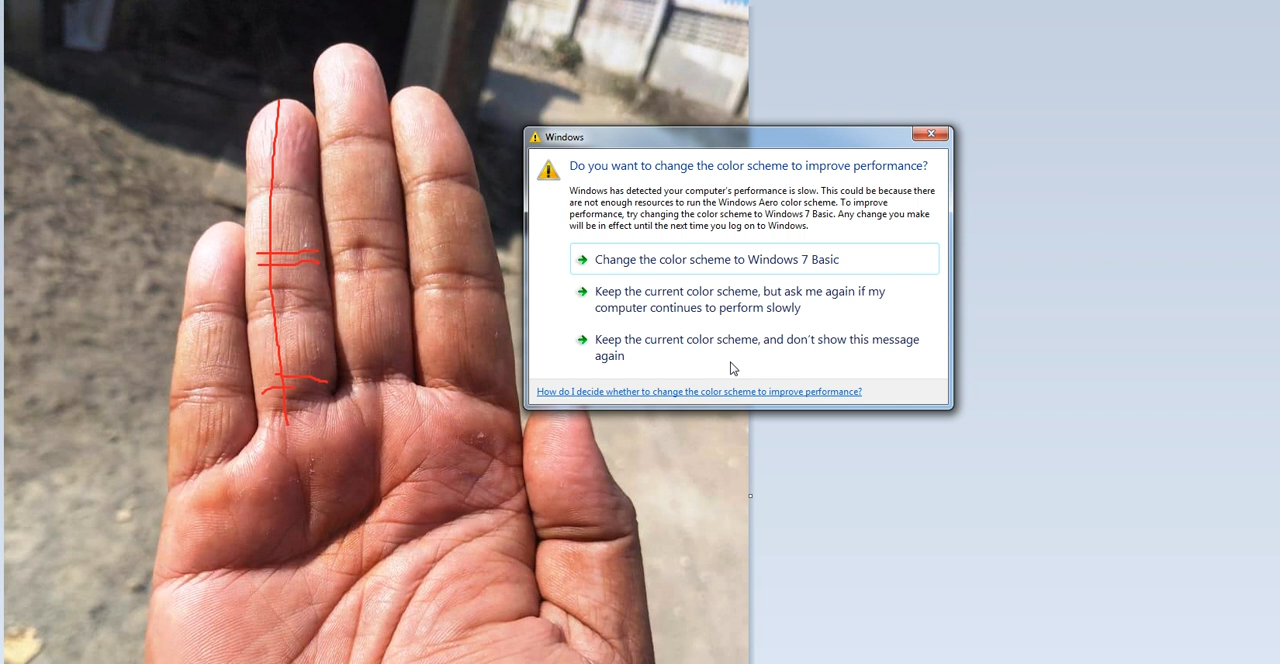 Windows
Do you want to change the color scheme to improve performance?
Windows has detected your computer's performance is slow. This could be because there
are not enough resources to run the Windows Aero color scheme. To improve
performance, try changing the color scheme to Windows 7 Basic. Any change you make
will be in effect until the next time you log on to Windows.
Change the color scheme to Windows 7 Basic
Keep the current color scheme, but ask me again if my
computer continues to perform slowly
Keep the current color scheme, and don't show this message
again
How do I decide whether to change the color scheme to improve performance?